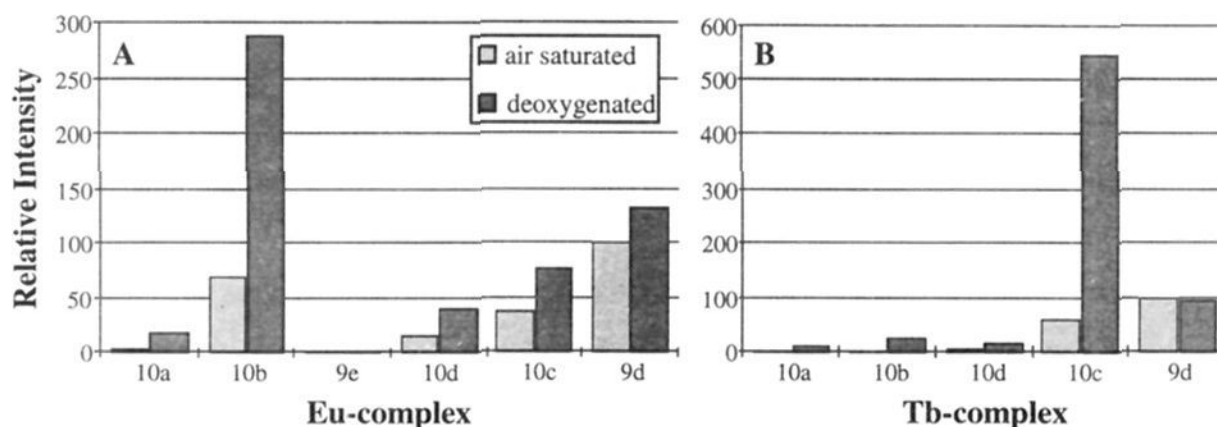 A
Relative Intensity
300
250
200
150
100
50
0
air saturated
deoxygenated
10a 10b 9e 10d 10c 9d
Eu-complex
B
600
500
400
300
200
100
0
10a 10b 10d 10c 9d
Tb-complex